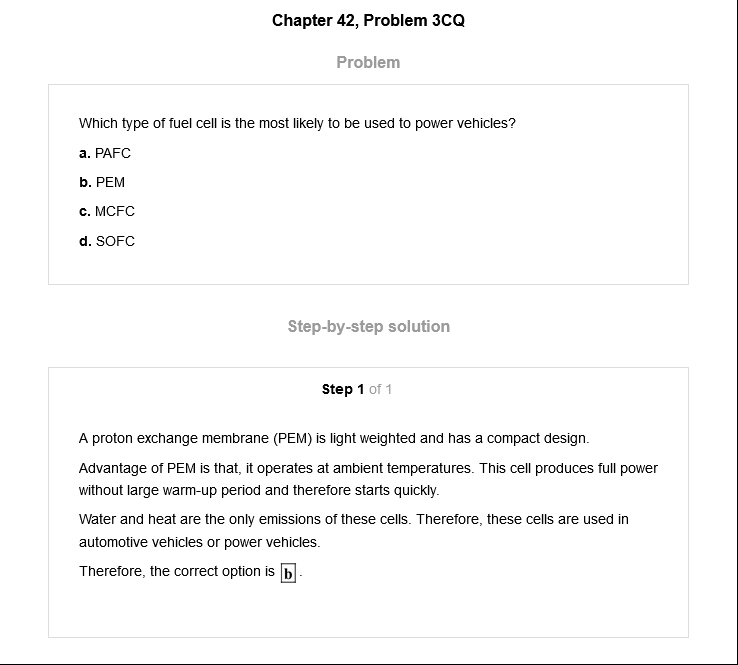 Chapter 42, Problem 3CQ
Problem
Which type of fuel cell is the most likely to be used to power vehicles?
a. PAFC
b. PEM
c. MCFC
d. SOFC
Step-by-step solution
Step 1 of 1
A proton exchange membrane (PEM) is light weighted and has a compact design.
Advantage of PEM is that, it operates at ambient temperatures. This cell produces full power
without large warm-up period and therefore starts quickly.
Water and heat are the only emissions of these cells. Therefore, these cells are used in
automotive vehicles or power vehicles.
Therefore, the correct option is b.